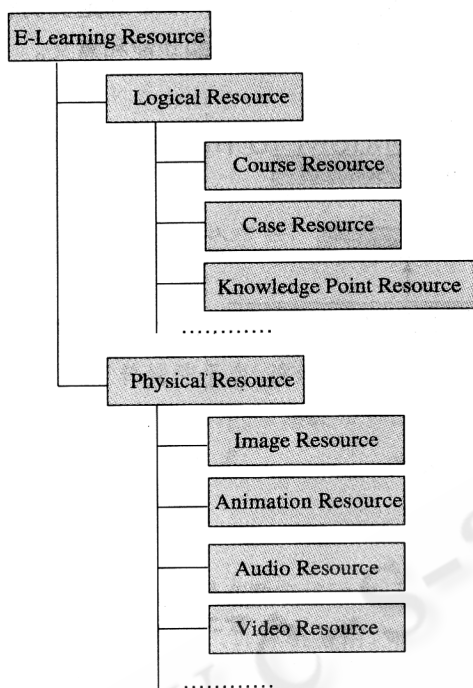 E-Learning Resource
Logical Resource
Course Resource
Case Resource
Knowledge Point Resource
............
Physical Resource
Image Resource
Animation Resource
Audio Resource
Video Resource
............